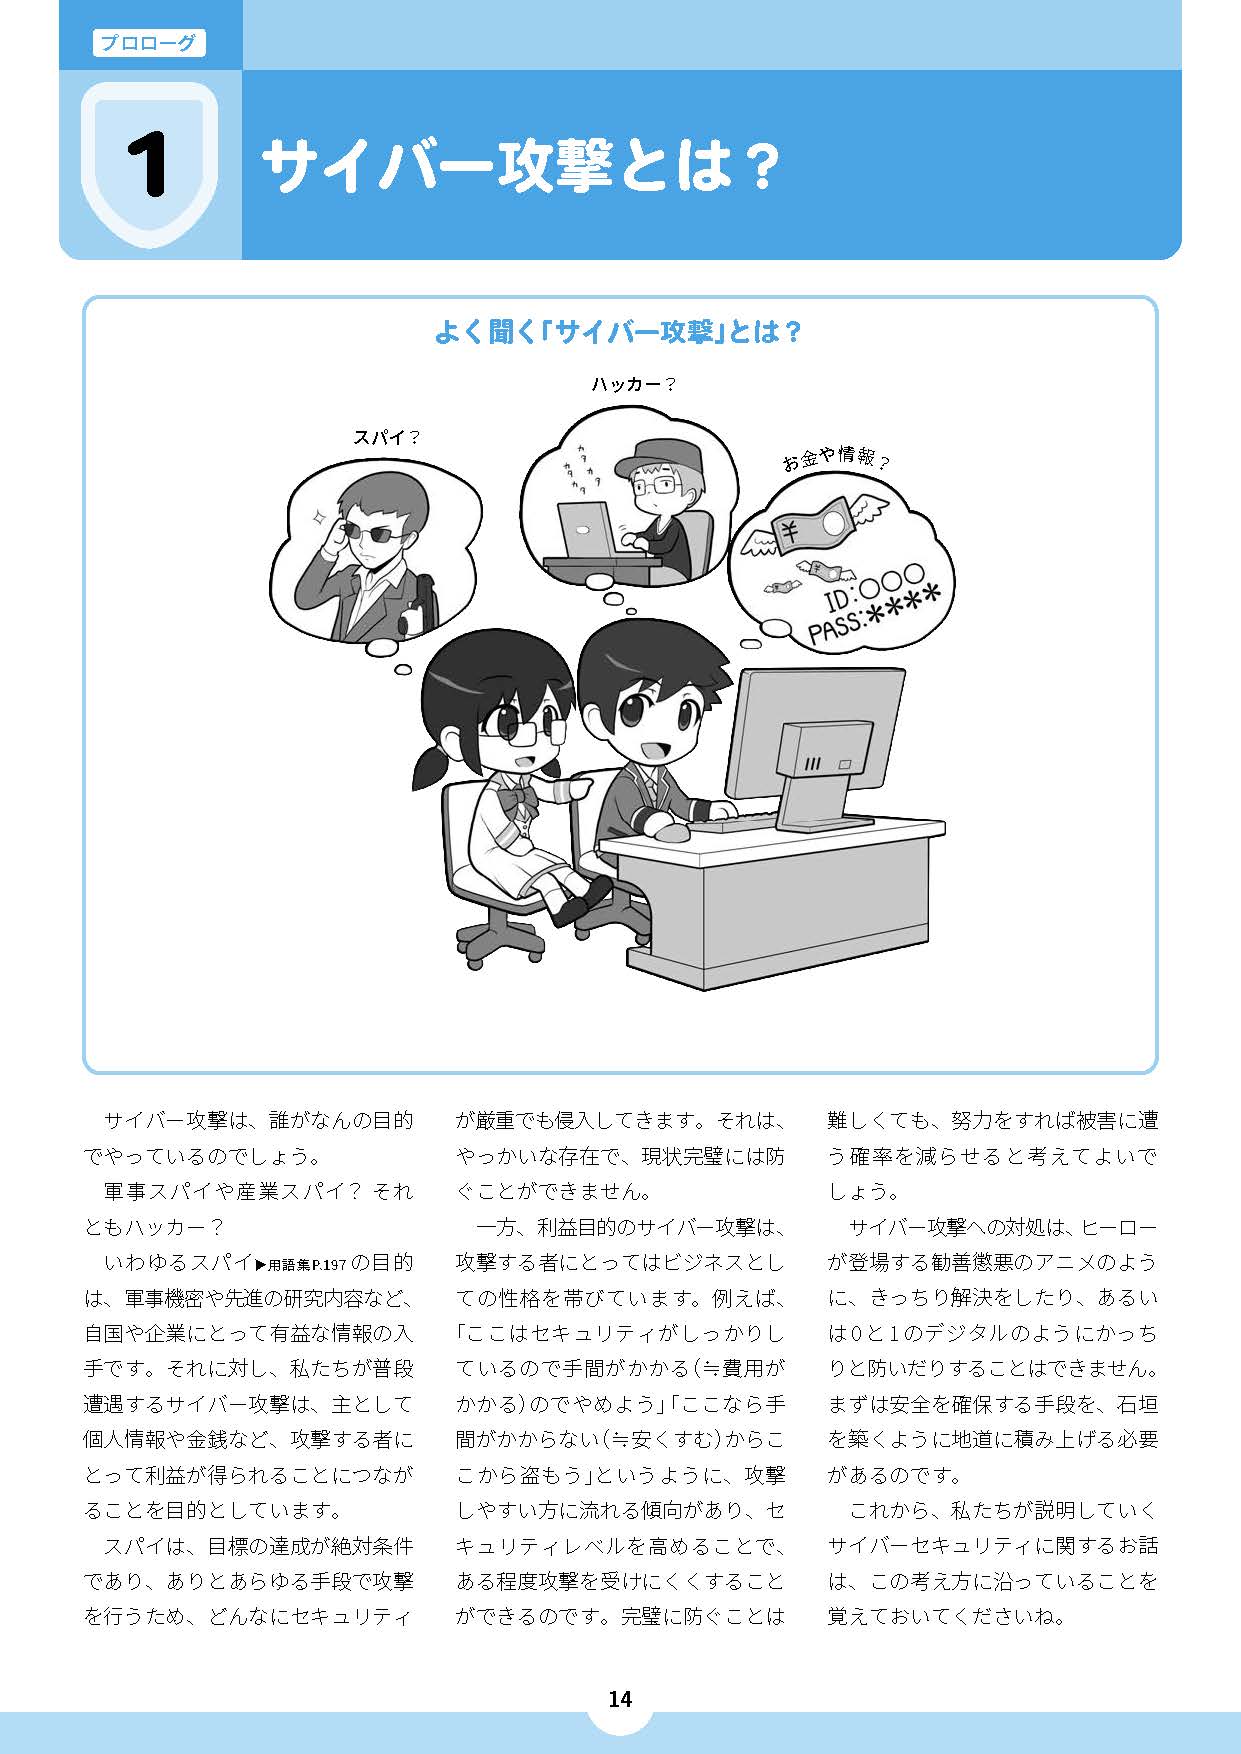 プロローグ
1
サイバー攻撃とは？
よく聞く「サイバー攻撃」とは？
ハッカー？
スパイ？
お金や情報？
カタカタ
カタカタ
¥
¥
¥
ID:○○○
PASS:****
サイバー攻撃は、誰がなんの目的
でやっているのでしょう。
軍事スパイや産業スパイ？ それ
ともハッカー？
いわゆるスパイ▶用語集P.197の目的
は、軍事機密や先進の研究内容など、
自国や企業にとって有益な情報の入
手です。それに対し、私たちが普段
遭遇するサイバー攻撃は、主として
個人情報や金銭など、攻撃する者に
とって利益が得られることにつなが
ることを目的としています。
スパイは、目標の達成が絶対条件
であり、ありとあらゆる手段で攻撃
を行うため、どんなにセキュリティ
が厳重でも侵入してきます。それは、
やっかいな存在で、現状完璧には防
ぐことができません。
一方、利益目的のサイバー攻撃は、
攻撃する者にとってはビジネスとし
ての性格を帯びています。例えば、
「ここはセキュリティがしっかりし
ているので手間がかかる（≒費用が
かかる）のでやめよう」「ここなら手
間がかからない（≒安くすむ）からこ
こから盗もう」というように、攻撃
しやすい方に流れる傾向があり、セ
キュリティレベルを高めることで、
ある程度攻撃を受けにくくすること
ができるのです。完璧に防ぐことは
難しくても、努力をすれば被害に遭
う確率を減らせると考えてよいで
しょう。
サイバー攻撃への対処は、ヒーロー
が登場する勧善懲悪のアニメのよう
に、きっちり解決をしたり、あるい
は0と1のデジタルのようにかっち
りと防いだりすることはできません。
まずは安全を確保する手段を、石垣
を築くように地道に積み上げる必要
があるのです。
これから、私たちが説明していく
サイバーセキュリティに関するお話
は、この考え方に沿っていることを
覚えておいてくださいね。
14